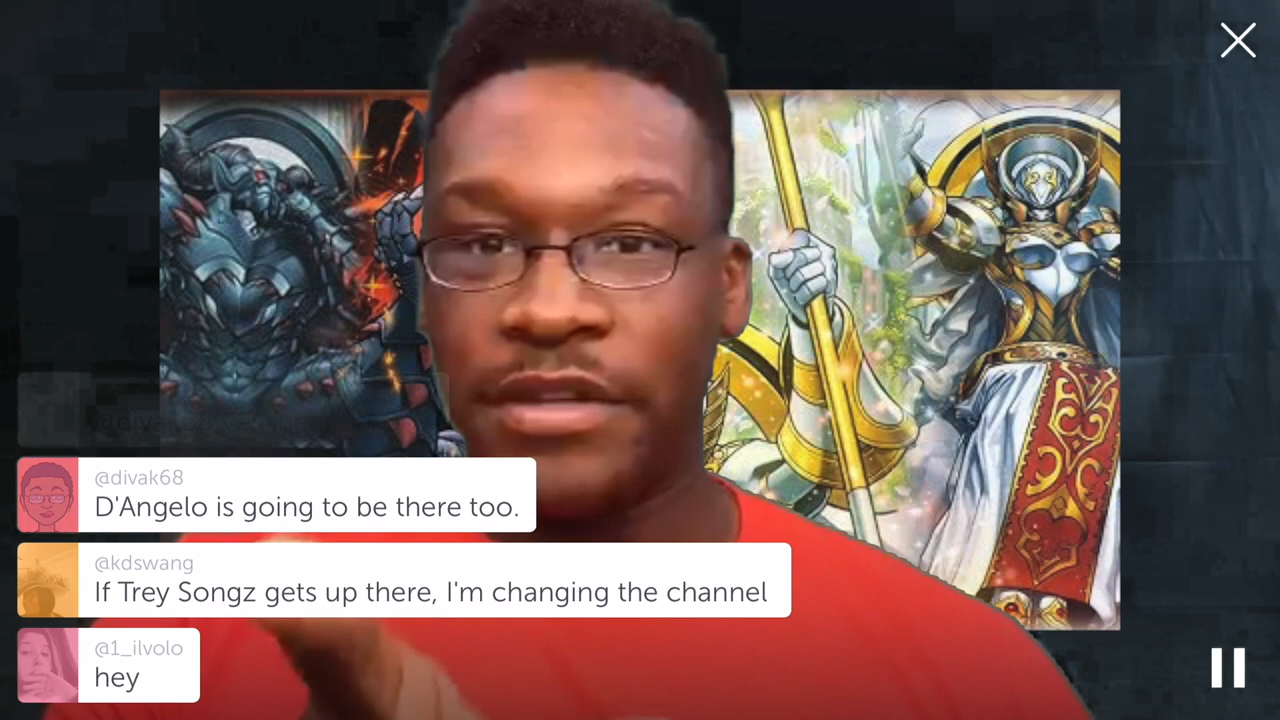 @divak68
D'Angelo is going to be there too.
@kdswang
If Trey Songz gets up there, I'm changing the channel
@1_ilvolo
hey